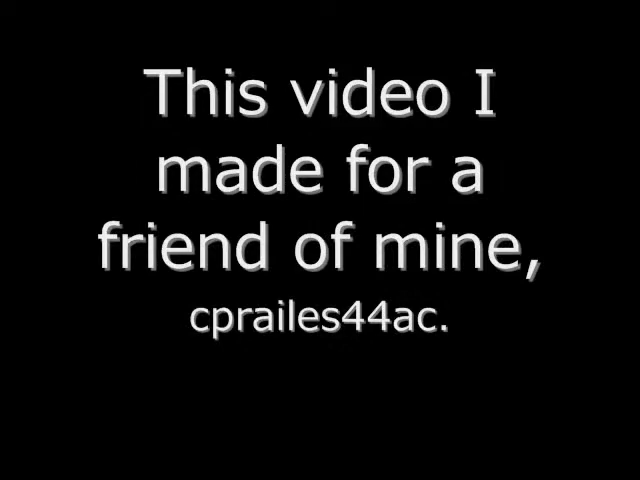 This video I
made for a
friend of mine,
cprailes44ac.